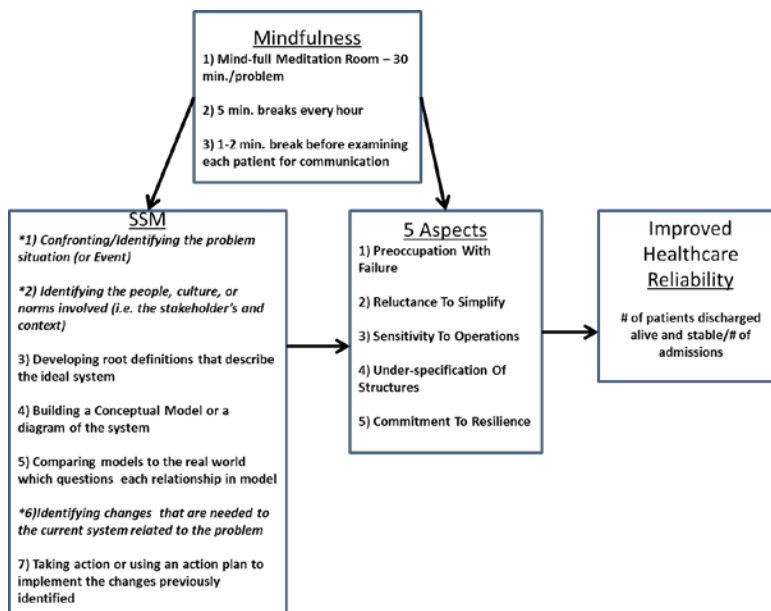 Mindfulness
1) Mind-full Meditation Room – 30
min./problem
2) 5 min. breaks every hour
3) 1-2 min. break before examining
each patient for communication
SSM
*1) Confronting/Identifying the problem
situation (or Event)
*2) Identifying the people, culture, or
norms involved (i.e. the stakeholder's and
context)
3) Developing root definitions that describe
the ideal system
4) Building a Conceptual Model or a
diagram of the system
5) Comparing models to the real world
which questions each relationship in model
*6)Identifying changes that are needed to
the current system related to the problem
7) Taking action or using an action plan to
implement the changes previously
identified
5 Aspects
1) Preoccupation With
Failure
2) Reluctance To Simplify
3) Sensitivity To Operations
4) Under-specification Of
Structures
5) Commitment To Resilience
Improved
Healthcare
Reliability
# of patients discharged
alive and stable/# of
admissions